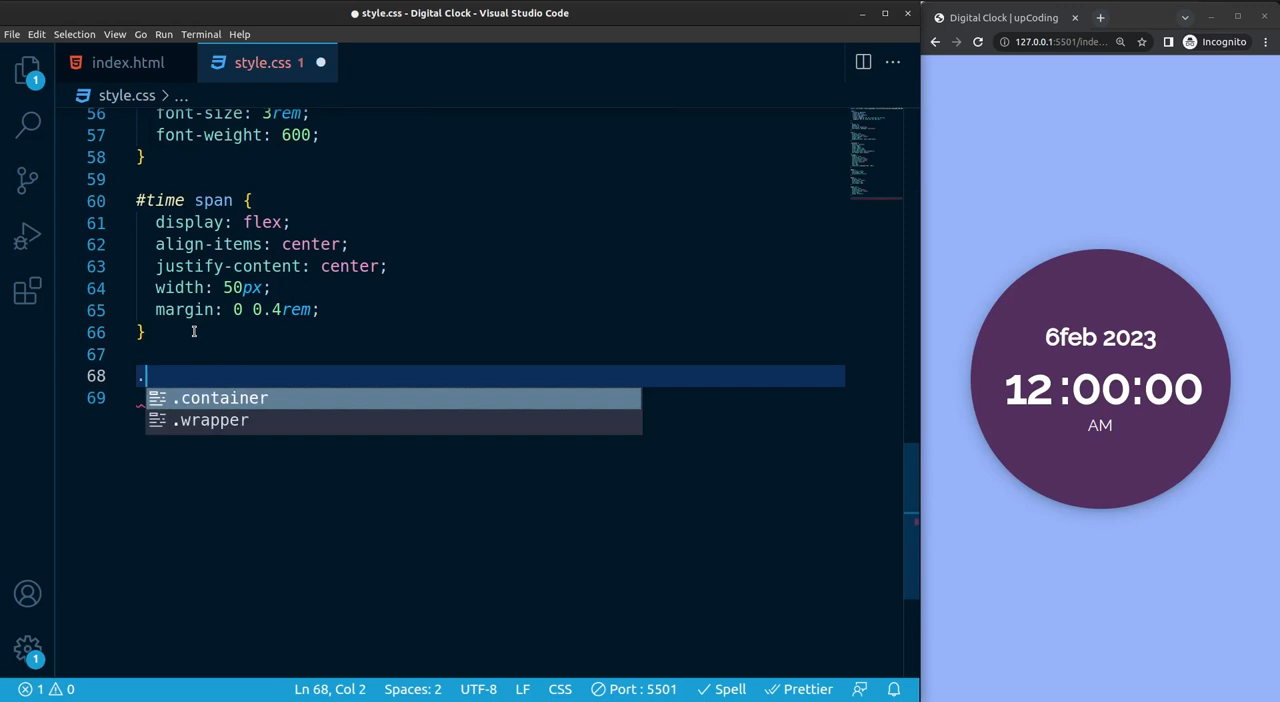 style.css - Digital Clock - Visual Studio Code
File Edit Selection View Go Run Terminal Help
index.html
style.css 1
style.css > ...
56 font-size: 3rem;
57 font-weight: 600;
58 }
59
60 #time span {
61 display: flex;
62 align-items: center;
63 justify-content: center;
64 width: 50px;
65 margin: 0 0.4rem;
66 }
67
68 .
69
.container
.wrapper
1
1
1 0
Ln 68, Col 2
Spaces: 2
UTF-8
LF
CSS
Port : 5501
Spell
Prettier
Digital Clock | upCoding
127.0.0.1:5501/inde...
Incognito
6feb 2023
12 :00:00
AM